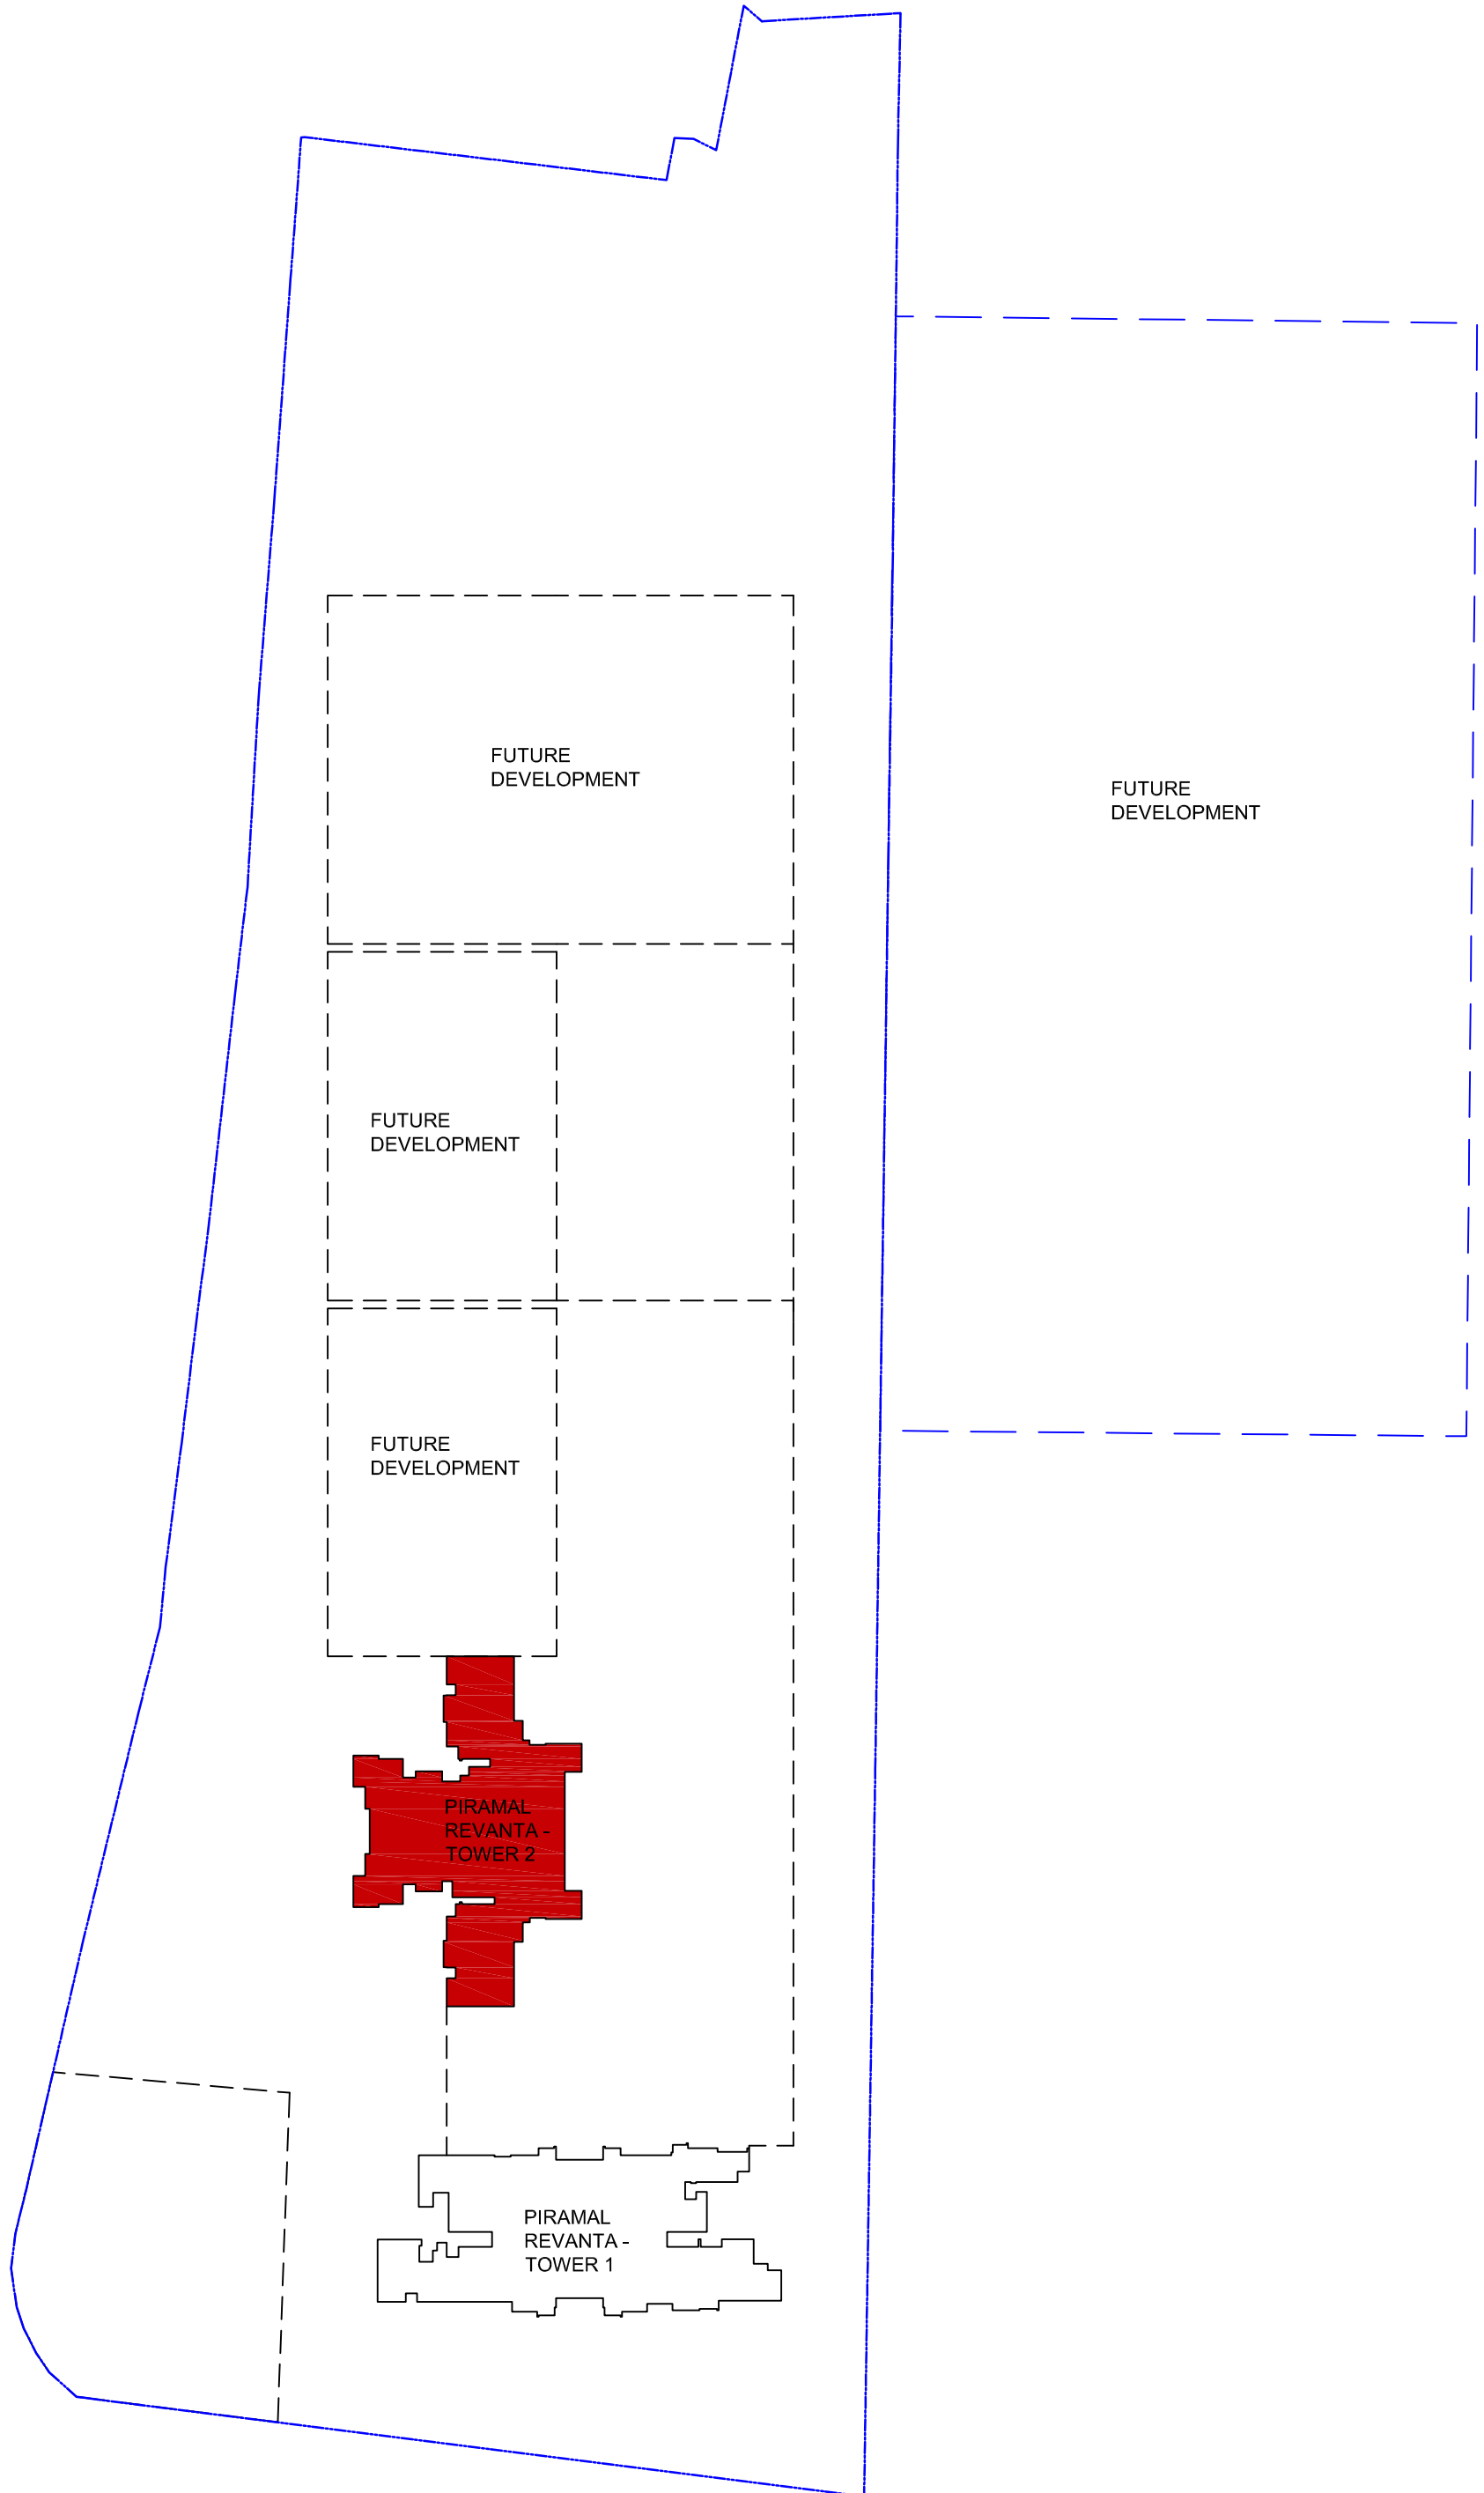 FUTURE
DEVELOPMENT
FUTURE
DEVELOPMENT
FUTURE
DEVELOPMENT
FUTURE
DEVELOPMENT
PIRAMAL
REVANTA -
TOWER 2
PIRAMAL
REVANTA -
TOWER 1